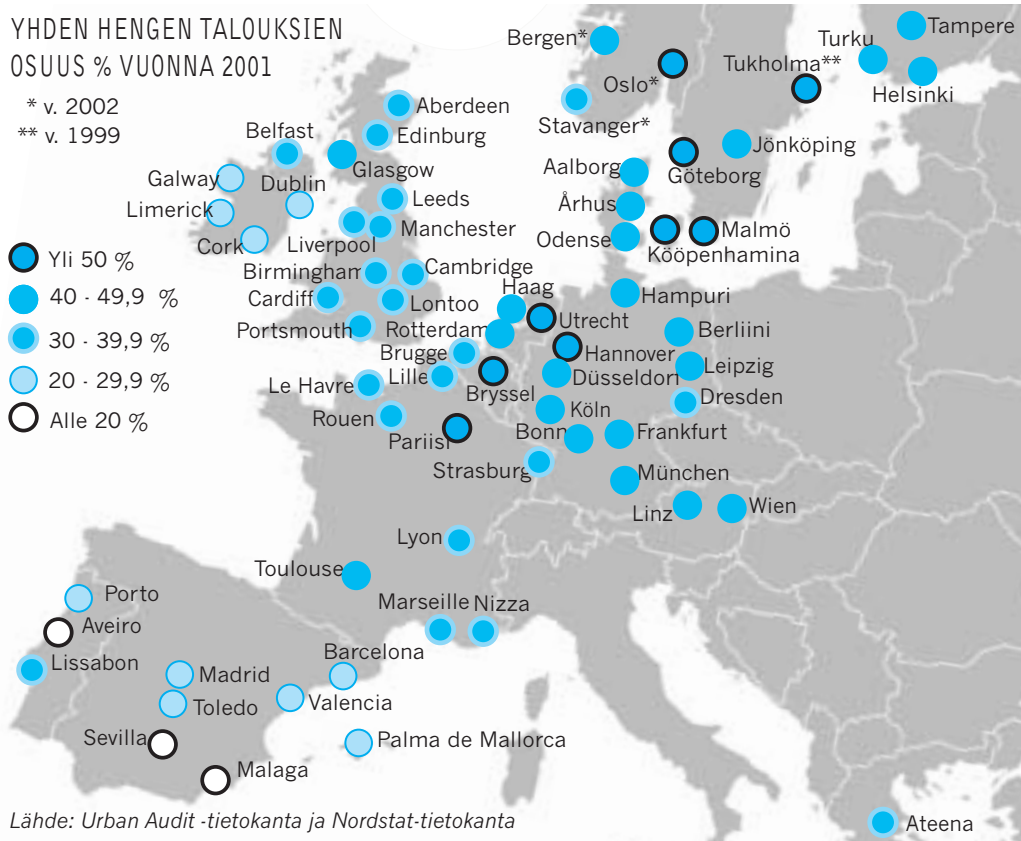 YHDEN HENGEN TALOUKSIEN
OSUUS % VUONNA 2001
* v. 2002
** v. 1999
Yli 50 %
40 - 49,9 %
30 - 39,9 %
20 - 29,9 %
Alle 20 %
Bergen*
Oslo*
Stavanger*
Tukholma**
Turku
Tampere
Helsinki
Göteborg
Jönköping
Malmö
Aalborg
Århus
Odense
Kööpenhamina
Aberdeen
Edinburg
Belfast
Glasgow
Galway
Dublin
Limerick
Cork
Leeds
Liverpool
Manchester
Birmingham
Cambridge
Cardiff
Lontoo
Portsmouth
Haag
Utrecht
Rotterdam
Brugge
Lille
Bryssel
Le Havre
Rouen
Pariisi
Strasburg
Hampuri
Berliini
Hannover
Leipzig
Düsseldorf
Dresden
Köln
Bonn
Frankfurt
München
Linz
Wien
Lyon
Toulouse
Marseille
Nizza
Porto
Aveiro
Lissabon
Madrid
Toledo
Barcelona
Valencia
Sevilla
Malaga
Palma de Mallorca
Ateena
Lähde: Urban Audit -tietokanta ja Nordstat-tietokanta